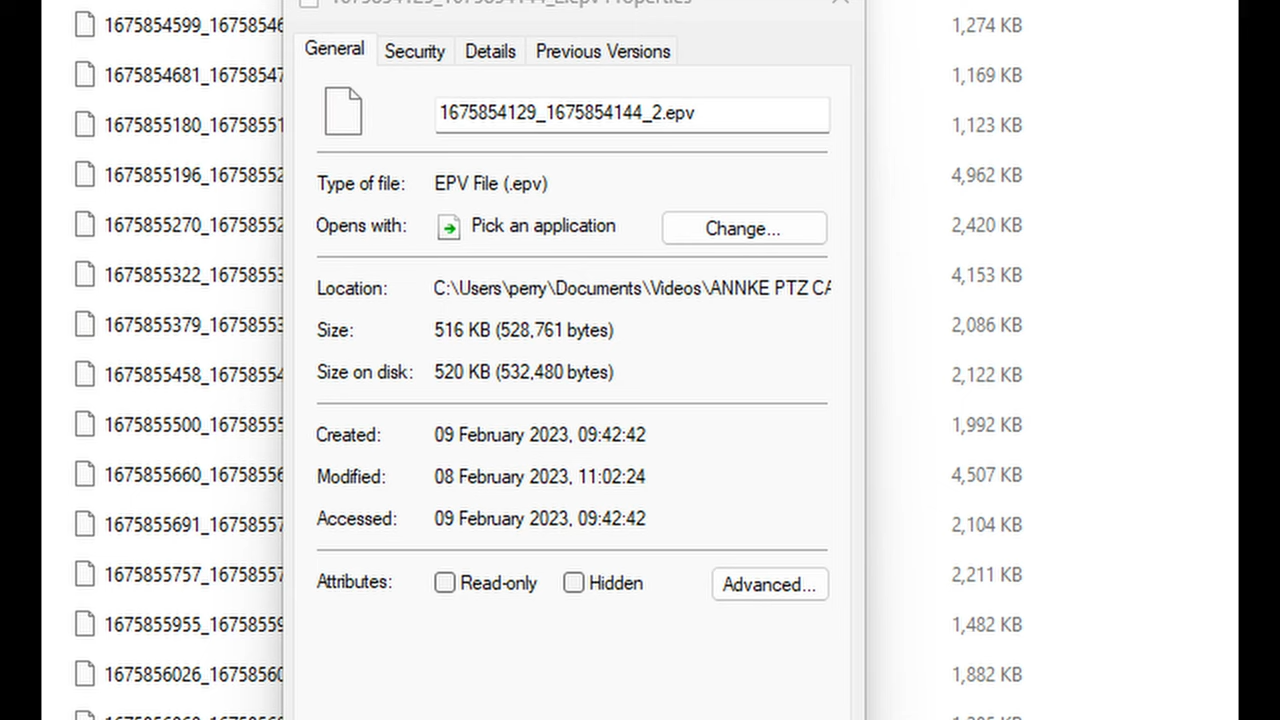 General Security Details Previous Versions
1675854129_1675854144_2.epv
Type of file: EPV File (.epv)
Opens with: Pick an application Change...
Location: C:\Users\perry\Documents\Videos\ANNKE PTZ CA
Size: 516 KB (528,761 bytes)
Size on disk: 520 KB (532,480 bytes)
Created: 09 February 2023, 09:42:42
Modified: 08 February 2023, 11:02:24
Accessed: 09 February 2023, 09:42:42
Attributes: Read-only Hidden Advanced...
1675854599_16758546 1,274 KB
1675854681_16758547 1,169 KB
1675855180_16758551 1,123 KB
1675855196_16758552 4,962 KB
1675855270_16758552 2,420 KB
1675855322_16758553 4,153 KB
1675855379_16758553 2,086 KB
1675855458_16758554 2,122 KB
1675855500_16758555 1,992 KB
1675855660_16758556 4,507 KB
1675855691_16758557 2,104 KB
1675855757_16758557 2,211 KB
1675855955_16758559 1,482 KB
1675856026_16758560 1,882 KB